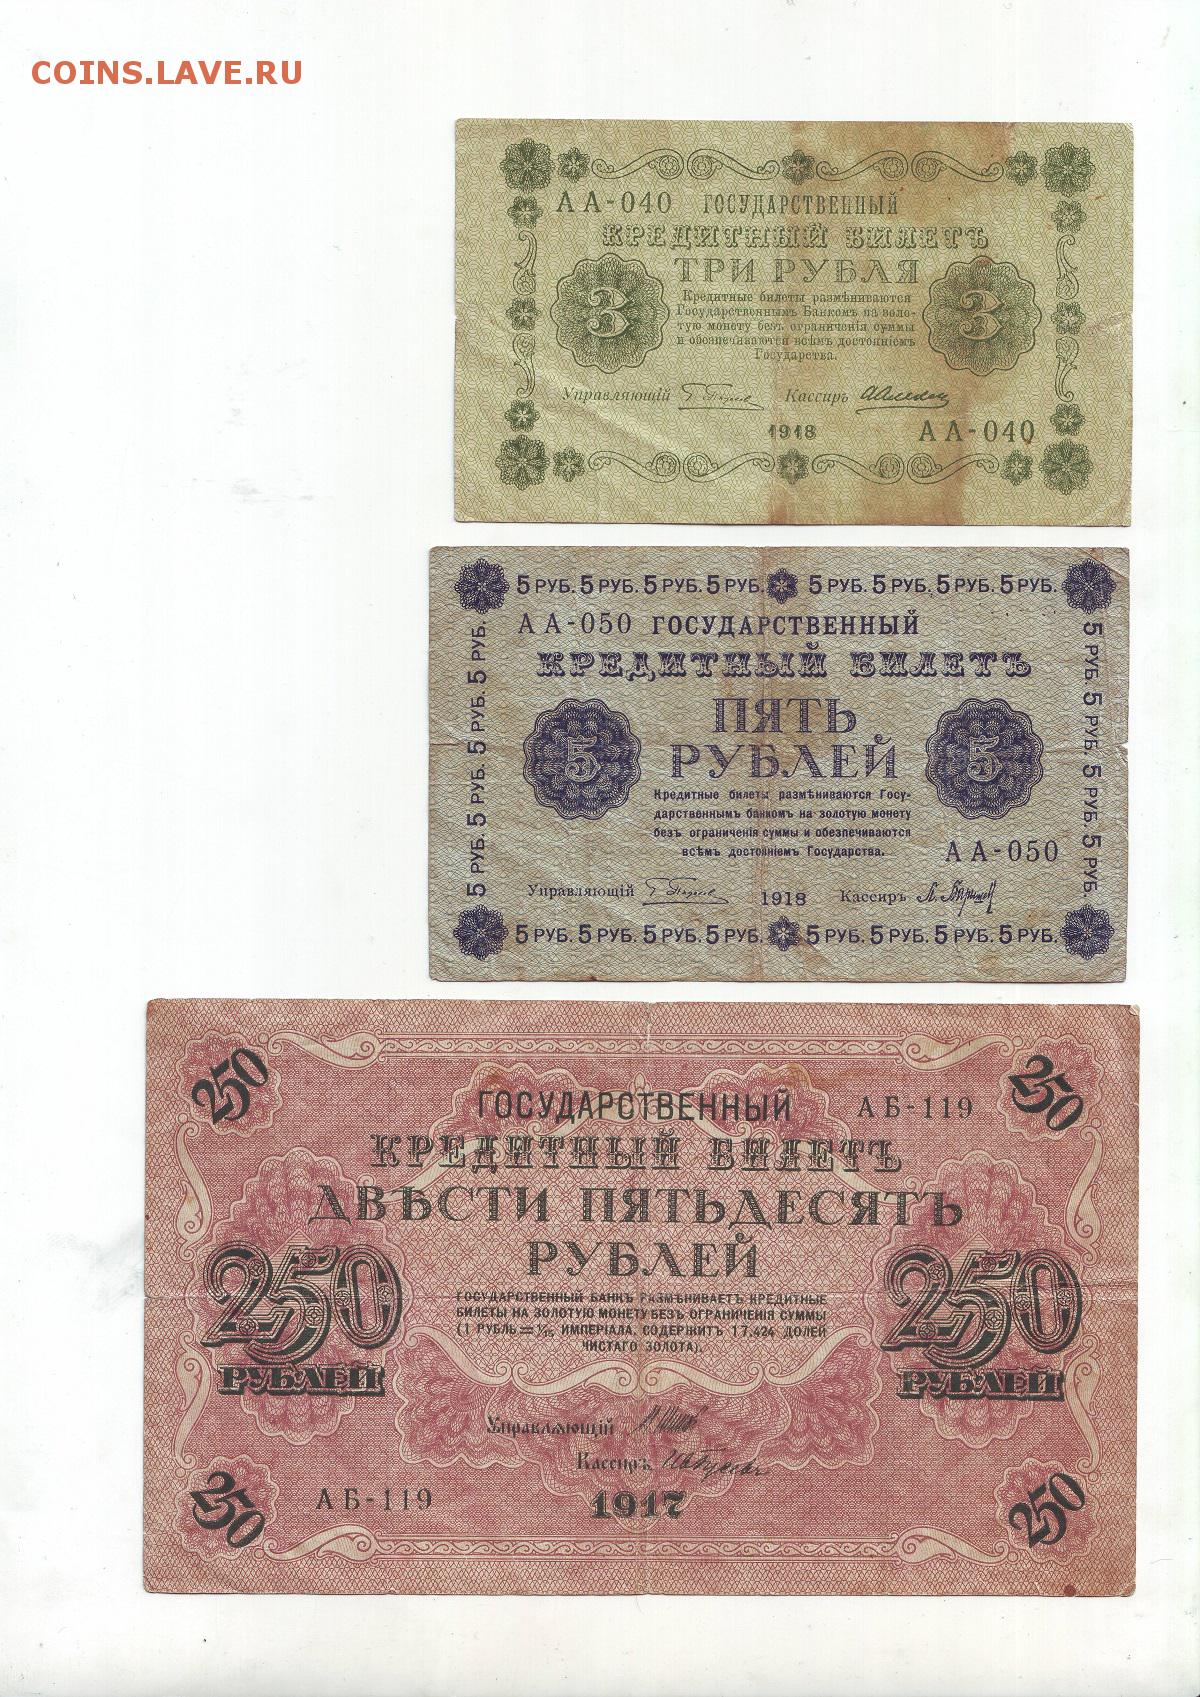 COINS.LAVE.RU
АА-040 ГОСУДАРСТВЕННЫЙ
КРЕДИТНЫЙ БИЛЕТЪ
ТРИ РУБЛЯ
3 3
Кредитные билеты размѣниваются
Государственнымъ Банкомъ на золо-
тую монету безъ ограниченія суммы
и обезпечиваются всѣмъ достояніемъ
Государства.
Управляющій Кассиръ
1918 АА-040
5 РУБ. 5 РУБ. 5 РУБ. 5 РУБ. 5 РУБ. 5 РУБ. 5 РУБ. 5 РУБ.
АА-050 ГОСУДАРСТВЕННЫЙ
КРЕДИТНЫЙ БИЛЕТЪ
ПЯТЬ
РУБЛЕЙ
5 5
Кредитные билеты размѣниваются Госу-
дарственнымъ банкомъ на золотую монету
безъ ограниченія суммы и обезпечиваются
всѣмъ достояніемъ Государства.
АА-050
Управляющій 1918 Кассиръ
5 РУБ. 5 РУБ. 5 РУБ. 5 РУБ.
5 РУБ. 5 РУБ. 5 РУБ. 5 РУБ.
5 РУБ. 5 РУБ. 5 РУБ. 5 РУБ. 5 РУБ. 5 РУБ. 5 РУБ. 5 РУБ.
250 250
ГОСУДАРСТВЕННЫЙ АБ-119
КРЕДИТНЫЙ БИЛЕТЪ
ДВѢСТИ ПЯТЬДЕСЯТЪ
РУБЛЕЙ
250 250
РУБЛЕЙ РУБЛЕЙ
ГОСУДАРСТВЕННЫЙ БАНКЪ РАЗМѢНИВАЕТЪ КРЕДИТНЫЕ
БИЛЕТЫ НА ЗОЛОТУЮ МОНЕТУ БЕЗЪ ОГРАНИЧЕНІЯ СУММЫ
(1 РУБЛЬ = 1/15 ИМПЕРІАЛА, СОДЕРЖИТЪ 17,424 ДОЛЕЙ
ЧИСТАГО ЗОЛОТА).
Управляющій
Кассиръ
АБ-119 1917
250 250